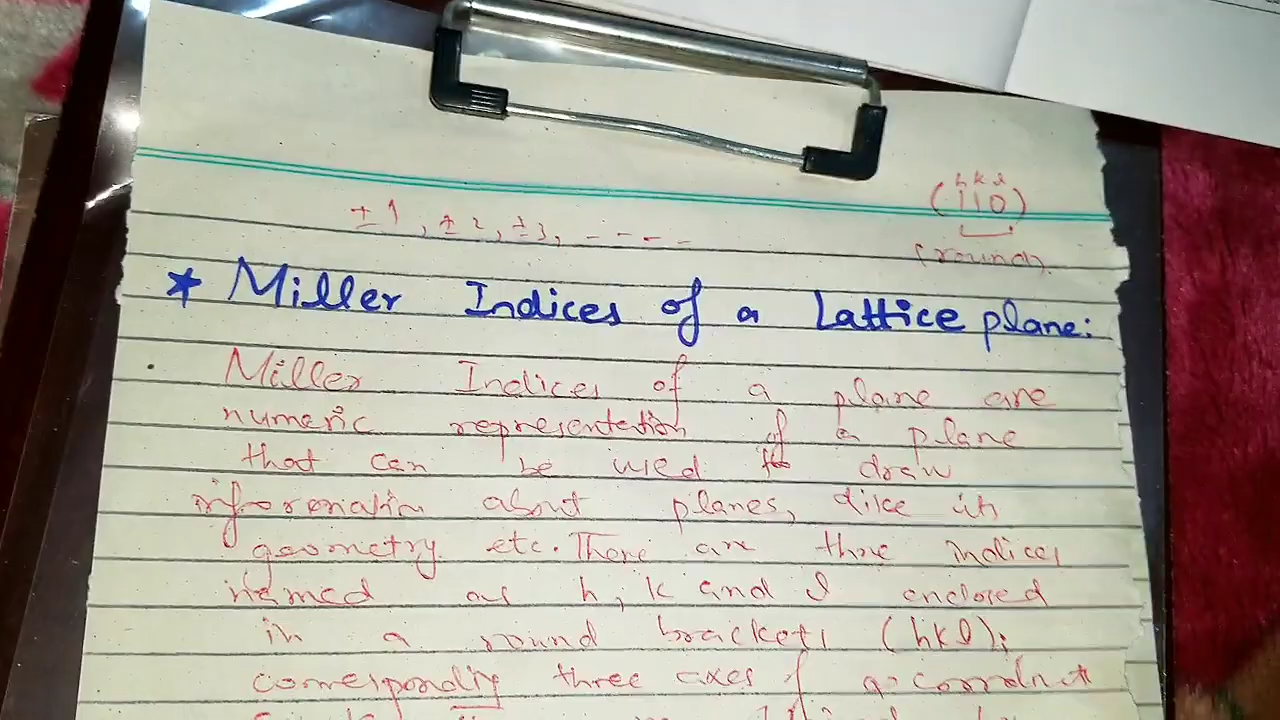 h k l
(110)
±1, ±2, ±3, - - - -
(round).
* Miller Indices of a Lattice plane:
Miller Indices of a plane are
numeric representation of a plane
that can be used to draw
information about planes, like its
geometry etc. There are three indices
named as h, k and l enclosed
in a round brackets (hkl);
corresponding three axes of a coordinate